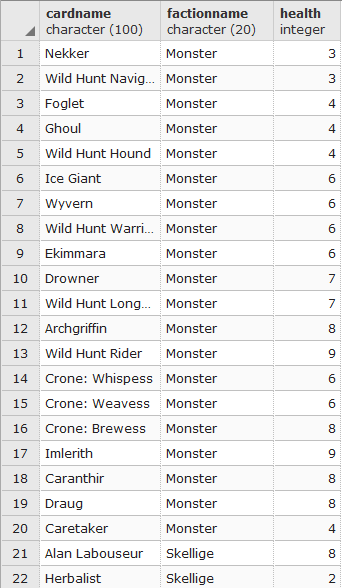 cardname factionname health
character (100) character (20) integer
1 Nekker Monster 3
2 Wild Hunt Navig... Monster 3
3 Foglet Monster 4
4 Ghoul Monster 4
5 Wild Hunt Hound Monster 4
6 Ice Giant Monster 6
7 Wyvern Monster 6
8 Wild Hunt Warri... Monster 6
9 Ekimmara Monster 6
10 Drowner Monster 7
11 Wild Hunt Long... Monster 7
12 Archgriffin Monster 8
13 Wild Hunt Rider Monster 9
14 Crone: Whispess Monster 6
15 Crone: Weavess Monster 6
16 Crone: Brewess Monster 8
17 Imlerith Monster 9
18 Caranthir Monster 8
19 Draug Monster 8
20 Caretaker Monster 4
21 Alan Labouseur Skellige 8
22 Herbalist Skellige 2